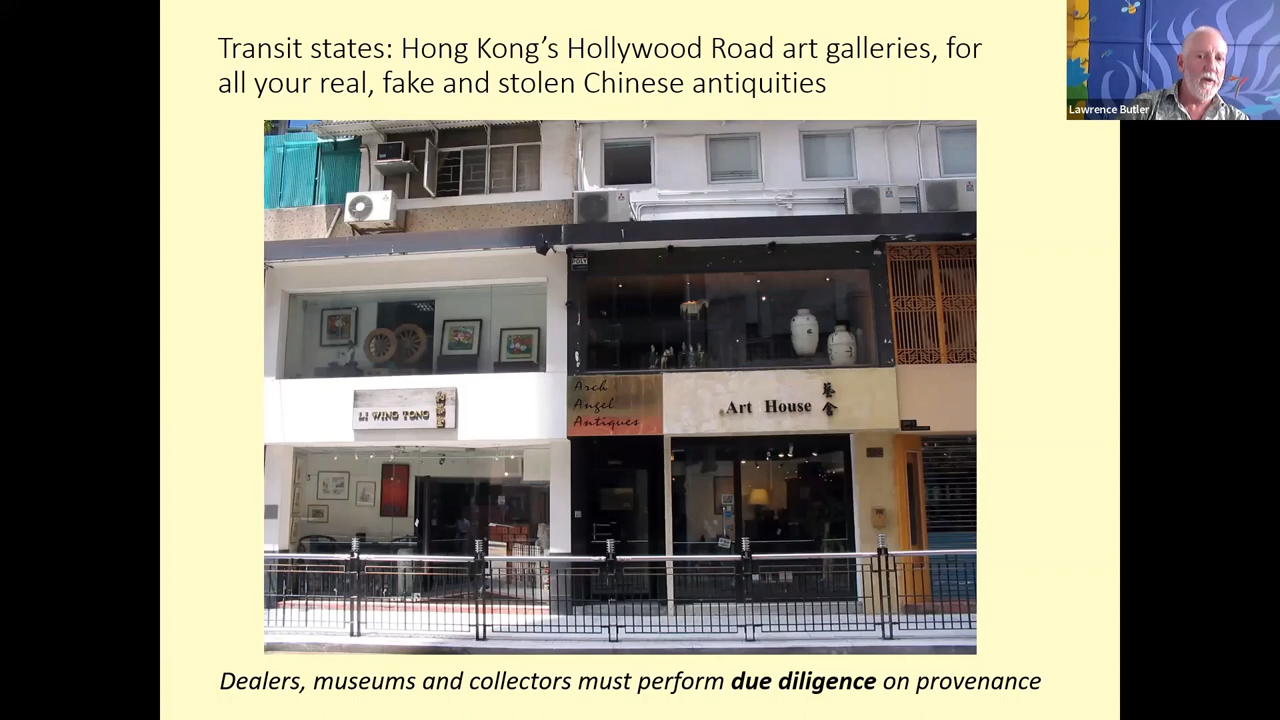 Transit states: Hong Kong’s Hollywood Road art galleries, for
all your real, fake and stolen Chinese antiquities
Lawrence Butler
POLY
LI WING TONG
Arch
Angel
Antiques
Art House
藝
舍
Dealers, museums and collectors must perform due diligence on provenance